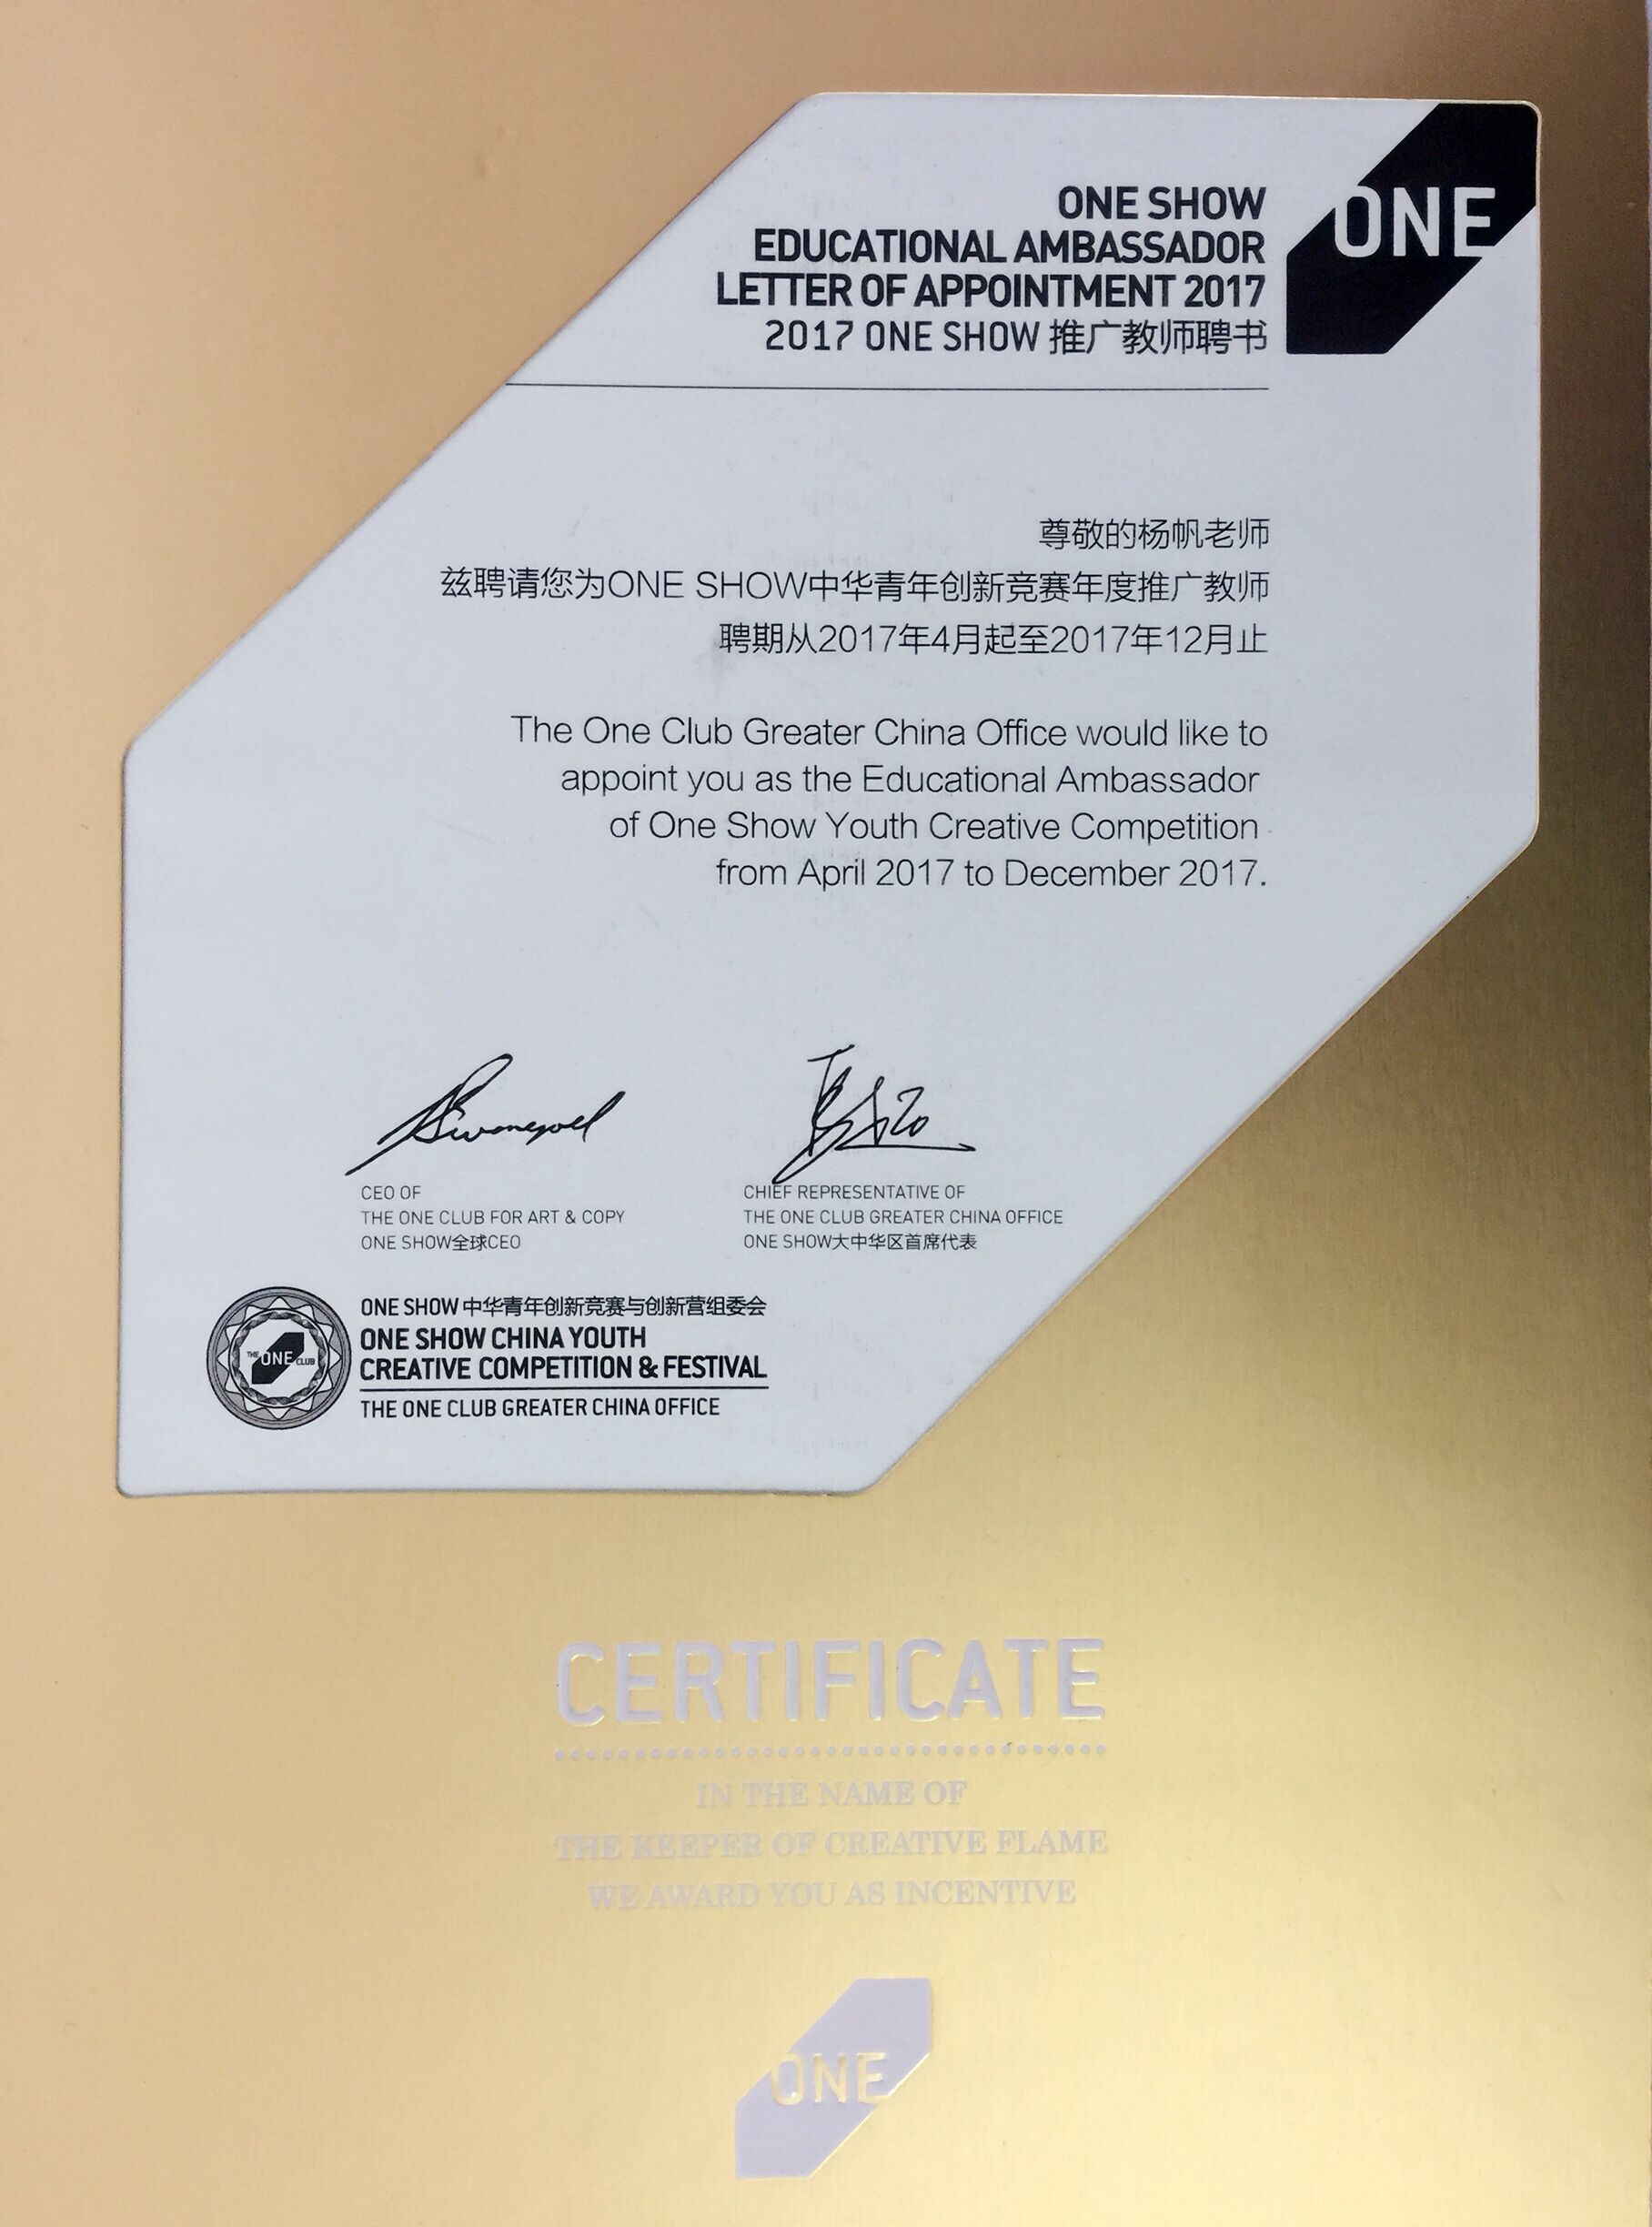 ONE SHOW
EDUCATIONAL AMBASSADOR
LETTER OF APPOINTMENT 2017
2017 ONE SHOW 推广教师聘书
ONE
尊敬的杨帆老师
兹聘请您为ONE SHOW中华青年创新竞赛年度推广教师
聘期从2017年4月起至2017年12月止
The One Club Greater China Office would like to
appoint you as the Educational Ambassador
of One Show Youth Creative Competition
from April 2017 to December 2017.
CEO OF
THE ONE CLUB FOR ART & COPY
ONE SHOW全球CEO
CHIEF REPRESENTATIVE OF
THE ONE CLUB GREATER CHINA OFFICE
ONE SHOW大中华区首席代表
THE ONE CLUB
ONE SHOW 中华青年创新竞赛与创新营组委会
ONE SHOW CHINA YOUTH
CREATIVE COMPETITION & FESTIVAL
THE ONE CLUB GREATER CHINA OFFICE
CERTIFICATE
IN THE NAME OF
THE KEEPER OF CREATIVE FLAME
WE AWARD YOU AS INCENTIVE
ONE